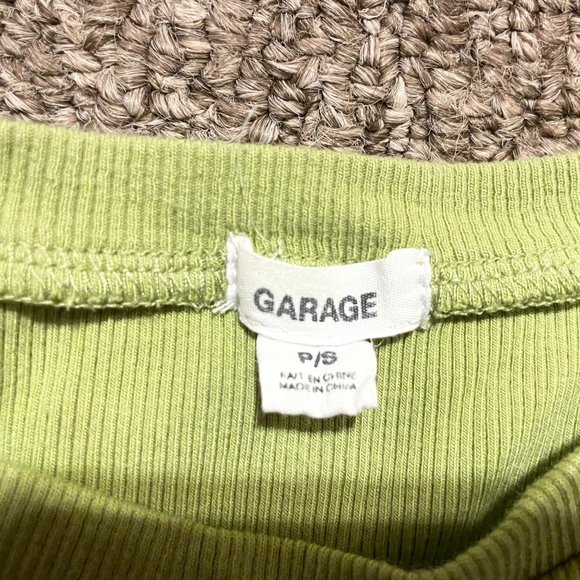 GARAGE
P/S
FAIT EN CHINE
MADE IN CHINA